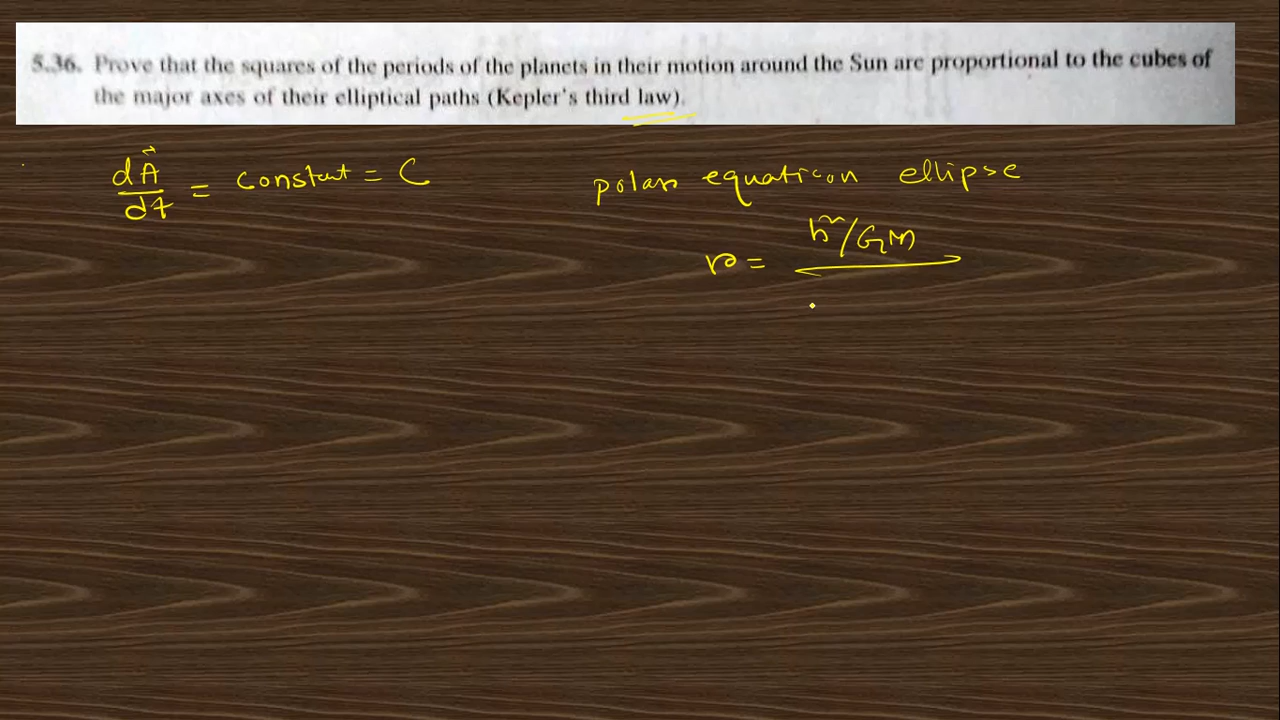 5.36. Prove that the squares of the periods of the planets in their motion around the Sun are proportional to the cubes of
the major axes of their elliptical paths (Kepler's third law).
dA⃗/dt = constant = C
polar equation ellipse
r = h²/GM